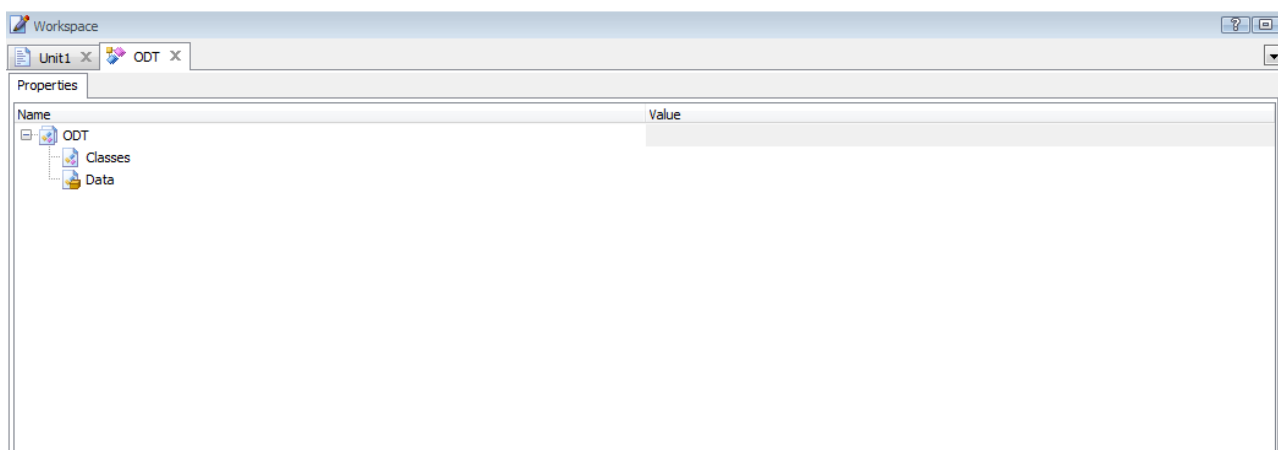 Workspace
Unit1 ODT
Properties
Name Value
ODT
Classes
Data